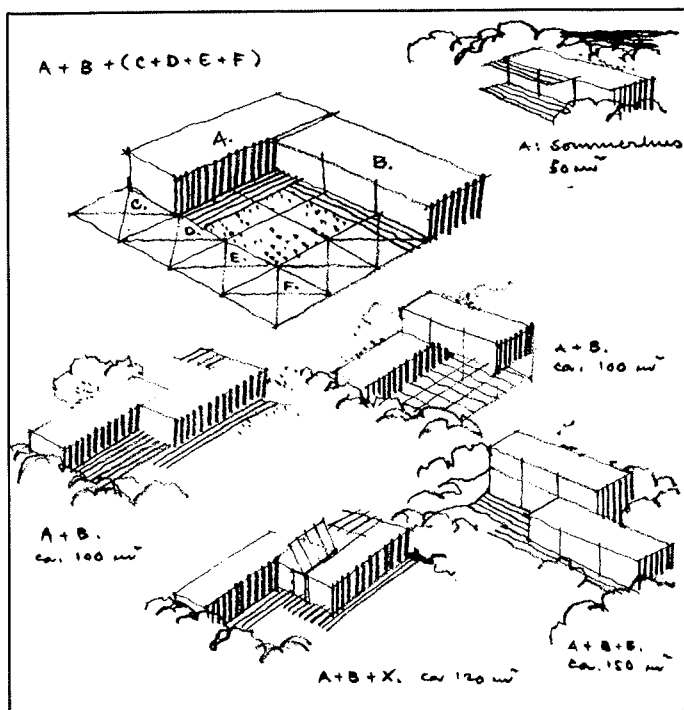 A + B + (C+D+E+F)
A.
B.
C.
D.
E.
F.
A: Sommerhus
50 m²
A + B.
ca. 100 m²
A + B.
ca. 100 m²
A + B + X. ca 120 m²
A + B + B.
ca. 150 m²